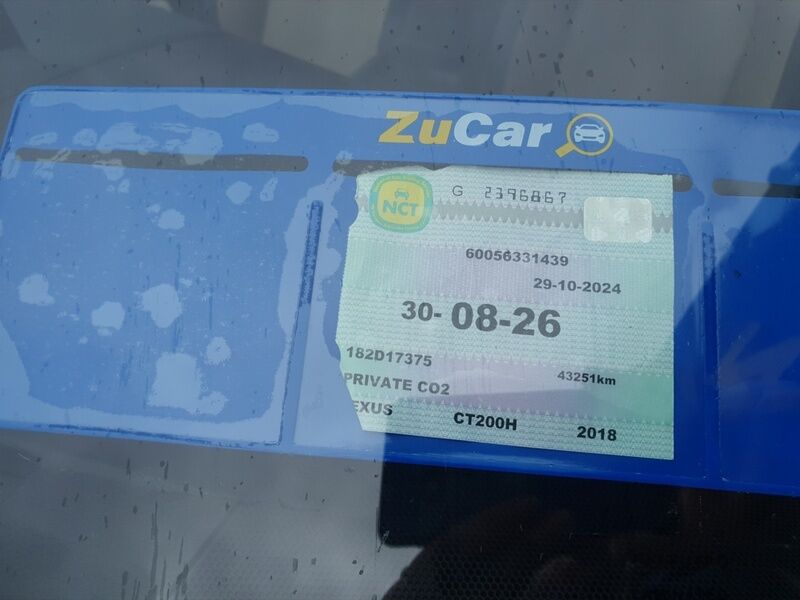 ZuCar
NCT
G 2396867
60056331439
29-10-2024
30-08-26
182D17375
43251km
PRIVATE CO2
EXUS CT200H 2018